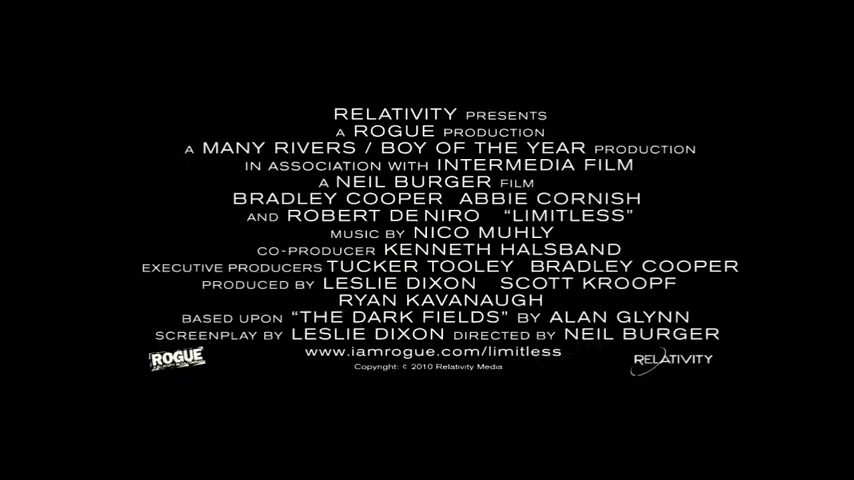 RELATIVITY PRESENTS
A ROGUE PRODUCTION
A MANY RIVERS / BOY OF THE YEAR PRODUCTION
IN ASSOCIATION WITH INTERMEDIA FILM
A NEIL BURGER FILM
BRADLEY COOPER ABBIE CORNISH
AND ROBERT DE NIRO “LIMITLESS”
MUSIC BY NICO MUHLY
CO-PRODUCER KENNETH HALSBAND
EXECUTIVE PRODUCERS TUCKER TOOLEY BRADLEY COOPER
PRODUCED BY LESLIE DIXON SCOTT KROOPF
RYAN KAVANAUGH
BASED UPON “THE DARK FIELDS” BY ALAN GLYNN
SCREENPLAY BY LESLIE DIXON DIRECTED BY NEIL BURGER
www.iamrogue.com/limitless
ROGUE
RELATIVITY
Copyright: © 2010 Relativity Media